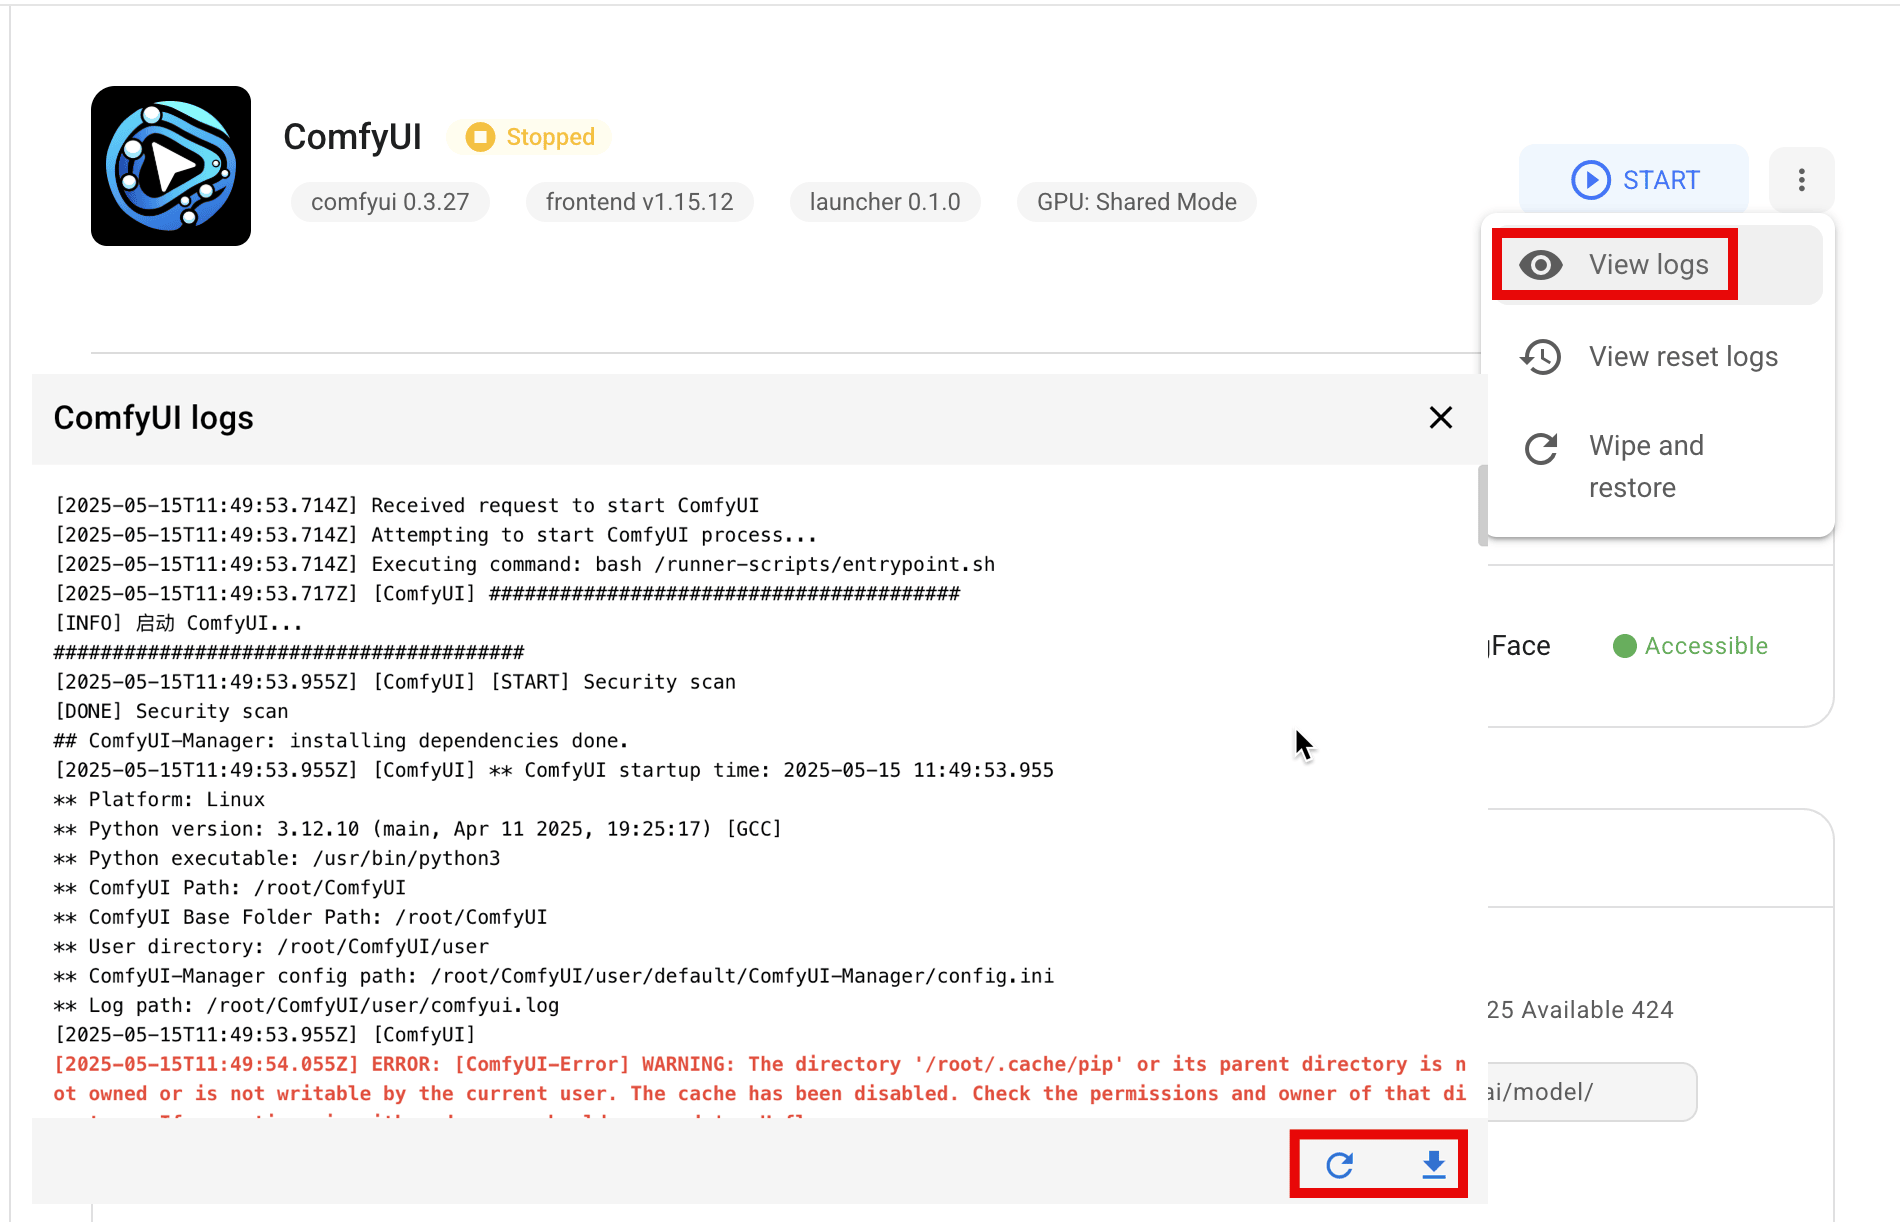 ComfyUI
Stopped
comfyui 0.3.27
frontend v1.15.12
launcher 0.1.0
GPU: Shared Mode
START
View logs
View reset logs
Wipe and
restore
ComfyUI logs
[2025-05-15T11:49:53.714Z] Received request to start ComfyUI
[2025-05-15T11:49:53.714Z] Attempting to start ComfyUI process...
[2025-05-15T11:49:53.714Z] Executing command: bash /runner-scripts/entrypoint.sh
[2025-05-15T11:49:53.717Z] [ComfyUI] ########################################
[INFO] 启动 ComfyUI...
########################################
[2025-05-15T11:49:53.955Z] [ComfyUI] [START] Security scan
[DONE] Security scan
## ComfyUI-Manager: installing dependencies done.
[2025-05-15T11:49:53.955Z] [ComfyUI] ** ComfyUI startup time: 2025-05-15 11:49:53.955
** Platform: Linux
** Python version: 3.12.10 (main, Apr 11 2025, 19:25:17) [GCC]
** Python executable: /usr/bin/python3
** ComfyUI Path: /root/ComfyUI
** ComfyUI Base Folder Path: /root/ComfyUI
** User directory: /root/ComfyUI/user
** ComfyUI-Manager config path: /root/ComfyUI/user/default/ComfyUI-Manager/config.ini
** Log path: /root/ComfyUI/user/comfyui.log
[2025-05-15T11:49:53.955Z] [ComfyUI]
[2025-05-15T11:49:54.055Z] ERROR: [ComfyUI-Error] WARNING: The directory '/root/.cache/pip' or its parent directory is n
ot owned or is not writable by the current user. The cache has been disabled. Check the permissions and owner of that di
gFace
Accessible
25 Available 424
ai/model/